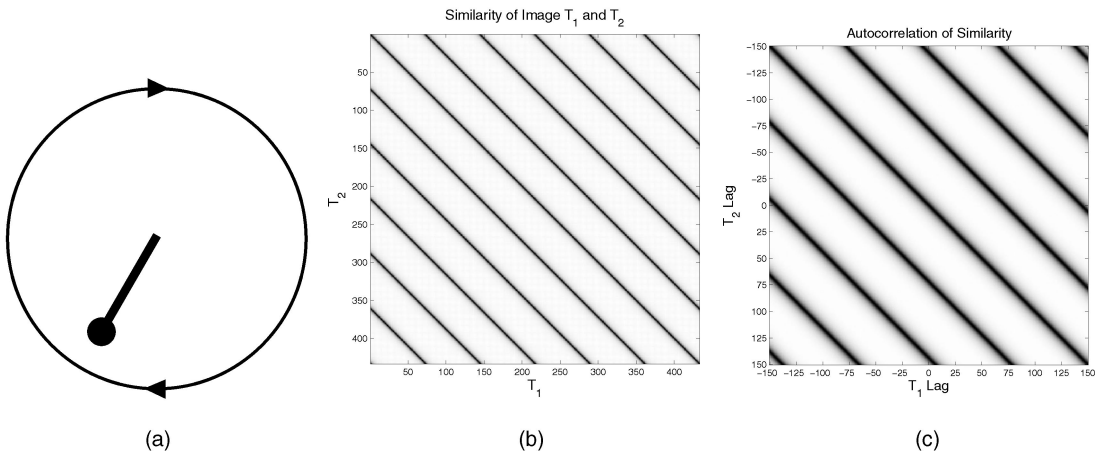 Similarity of Image T1 and T2
50
100
150
200
250
300
350
400
T2
50 100 150 200 250 300 350 400
T1
Autocorrelation of Similarity
−150
−125
−100
−75
−50
−25
0
25
50
75
100
125
150
T2 Lag
−150 −125 −100 −75 −50 −25 0 25 50 75 100 125 150
T1 Lag
(a) (b) (c)